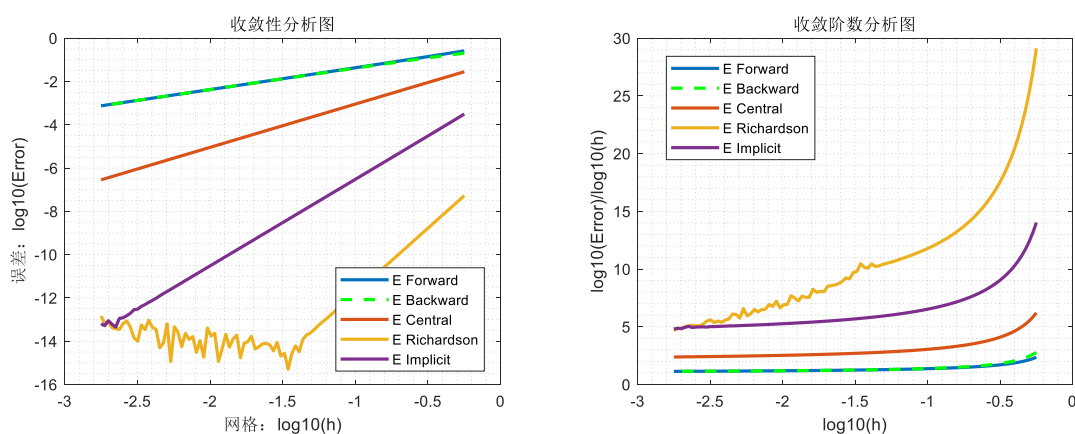 收敛性分析图
0
-2
-4
-6
-8
-10
-12
-14
-16
误差：log10(Error)
E Forward
E Backward
E Central
E Richardson
E Implicit
-3
-2.5
-2
-1.5
-1
-0.5
0
网格：log10(h)
收敛阶数分析图
30
25
20
15
10
5
0
log10(Error)/log10(h)
E Forward
E Backward
E Central
E Richardson
E Implicit
-3
-2.5
-2
-1.5
-1
-0.5
0
log10(h)